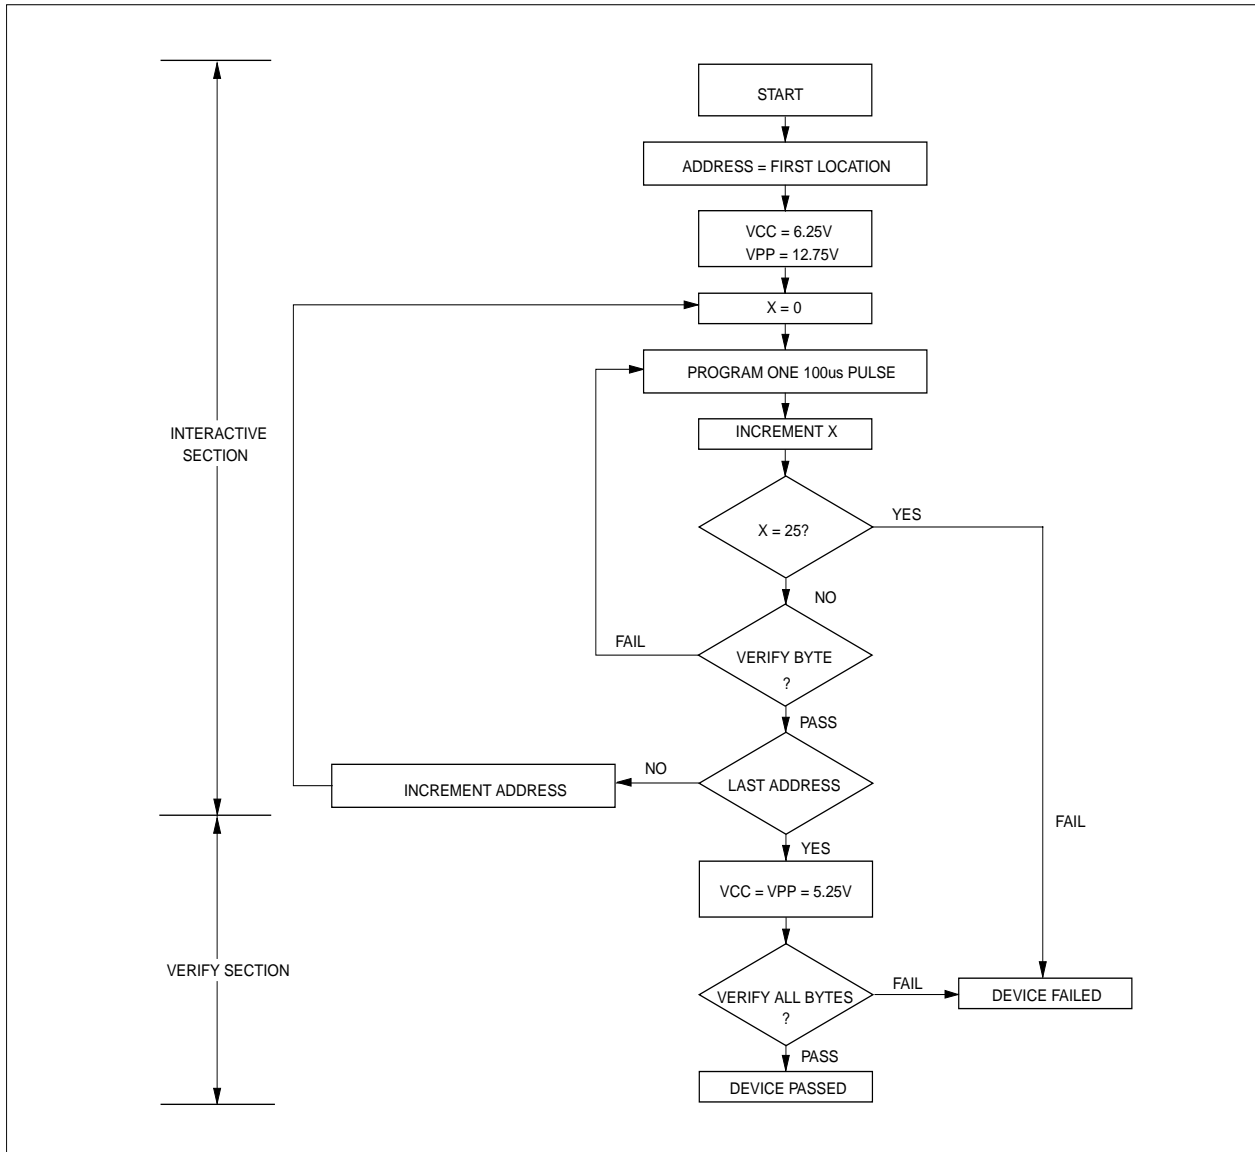 START
ADDRESS = FIRST LOCATION
VCC = 6.25V
VPP = 12.75V
X = 0
PROGRAM ONE 100us PULSE
INCREMENT X
INTERACTIVE
SECTION
X = 25?
YES
NO
FAIL
VERIFY BYTE
?
PASS
NO
LAST ADDRESS
INCREMENT ADDRESS
FAIL
YES
VCC = VPP = 5.25V
VERIFY SECTION
VERIFY ALL BYTES
?
FAIL
DEVICE FAILED
PASS
DEVICE PASSED